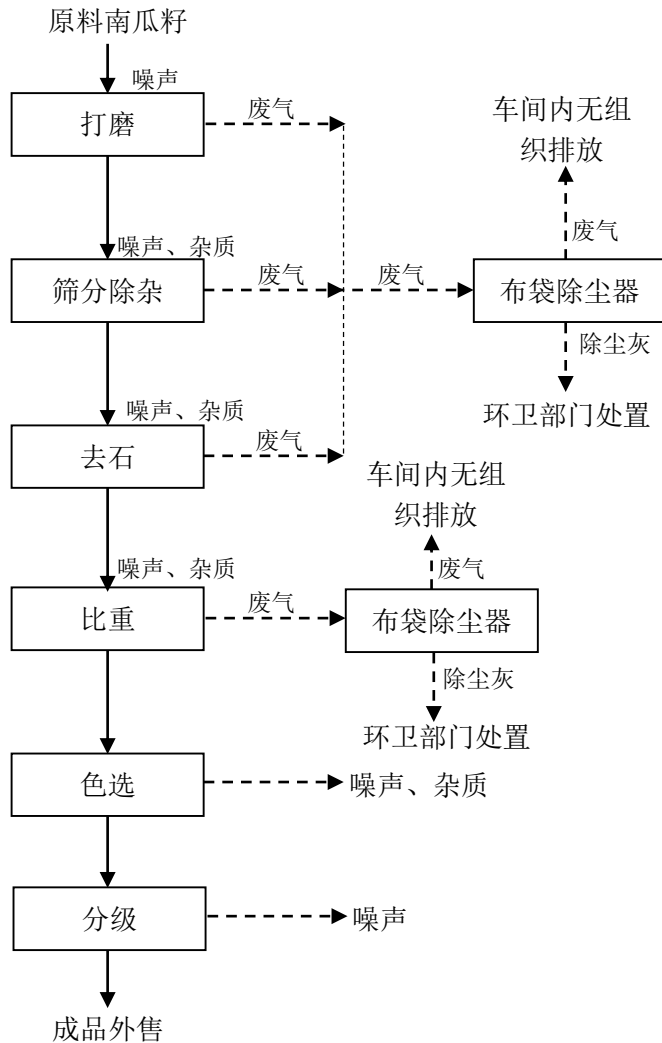 原料南瓜籽
噪声
打磨
废气
车间内无组
织排放
废气
噪声、杂质
筛分除杂
废气
废气
布袋除尘器
除尘灰
环卫部门处置
噪声、杂质
去石
废气
车间内无组
织排放
废气
噪声、杂质
比重
废气
布袋除尘器
除尘灰
环卫部门处置
色选
噪声、杂质
分级
噪声
成品外售